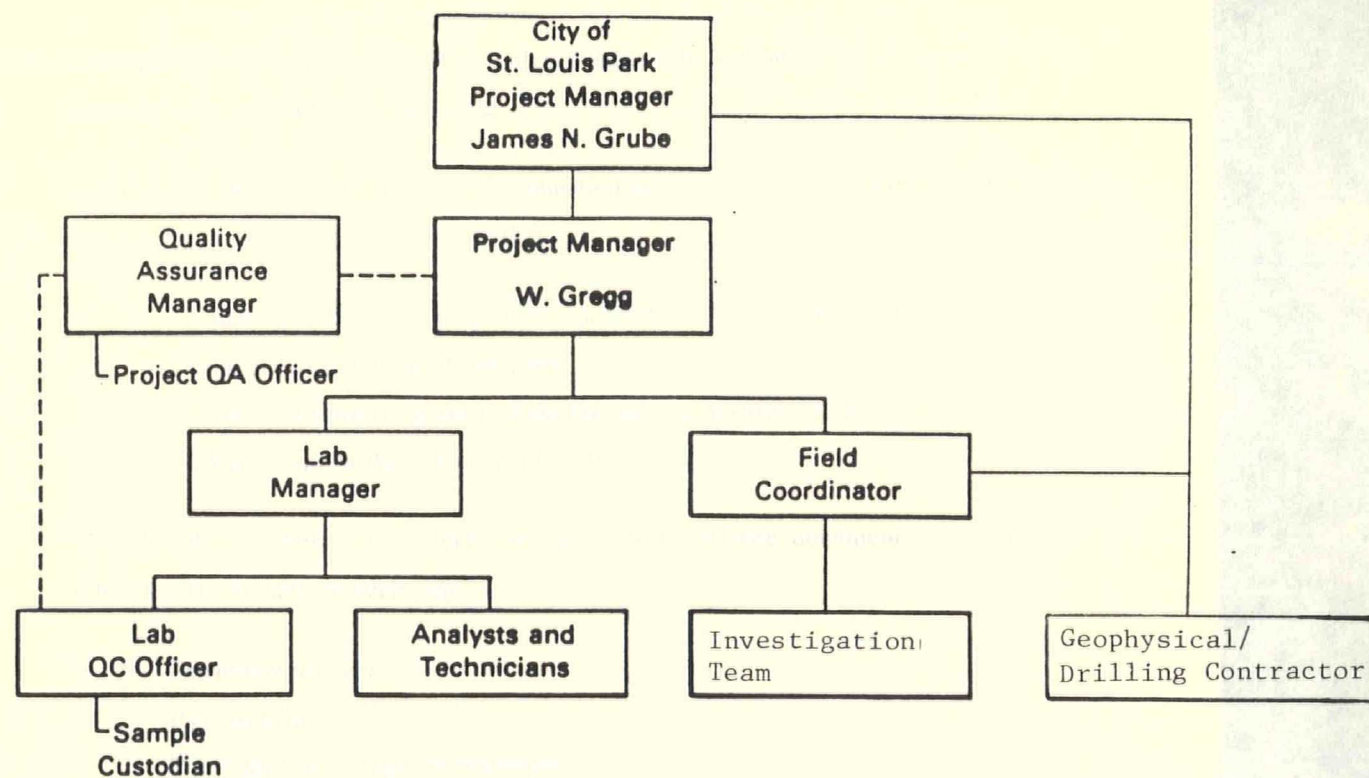 City of
St. Louis Park
Project Manager
James N. Grube
Quality
Assurance
Manager
Project Manager
W. Gregg
Project QA Officer
Lab
Manager
Field
Coordinator
Lab
QC Officer
Analysts and
Technicians
Investigation
Team
Geophysical/
Drilling Contractor
Sample
Custodian